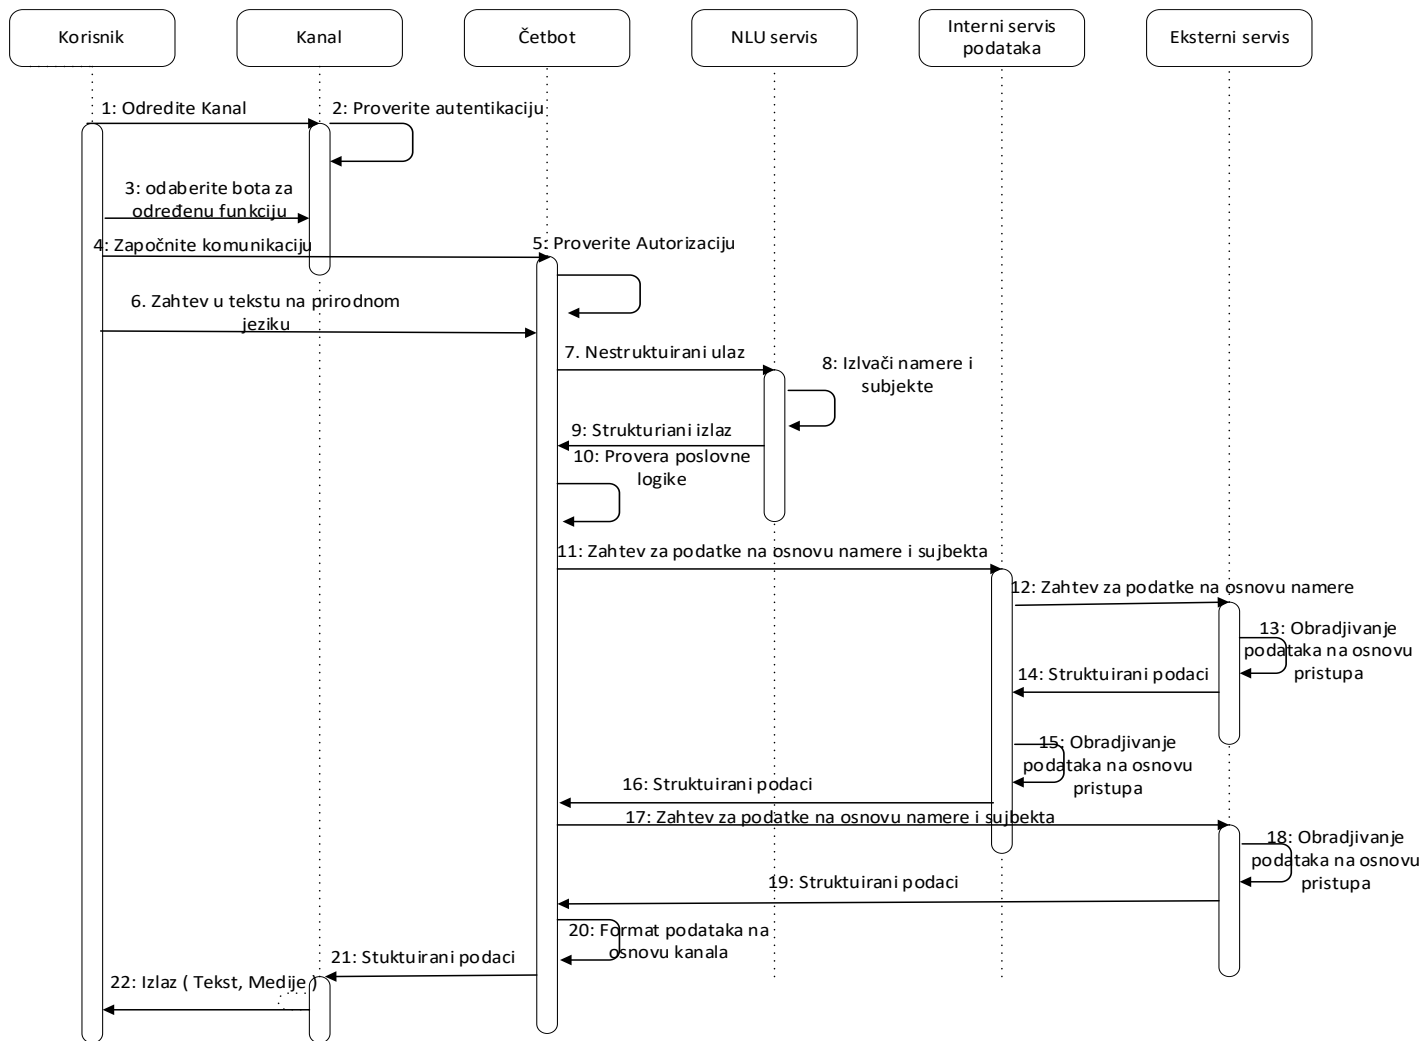 Korisnik
Kanal
Četbot
NLU servis
Interni servis
podataka
Eksterni servis
1: Odredite Kanal
2: Proverite autentikaciju
3: odaberite bota za
određenu funkciju
4: Započnite komunikaciju
5: Proverite Autorizaciju
6. Zahtev u tekstu na prirodnom
jeziku
7. Nestruktuirani ulaz
8: Izlvači namere i
subjekte
9: Strukturiani izlaz
10: Provera poslovne
logike
11: Zahtev za podatke na osnovu namere i sujbekta
12: Zahtev za podatke na osnovu namere
13: Obradjivanje
podataka na osnovu
pristupa
14: Struktuirani podaci
15: Obradjivanje
podataka na osnovu
pristupa
16: Struktuirani podaci
17: Zahtev za podatke na osnovu namere i sujbekta
18: Obradjivanje
podataka na osnovu
pristupa
19: Struktuirani podaci
20: Format podataka na
osnovu kanala
21: Stuktuirani podaci
22: Izlaz ( Tekst, Medije )